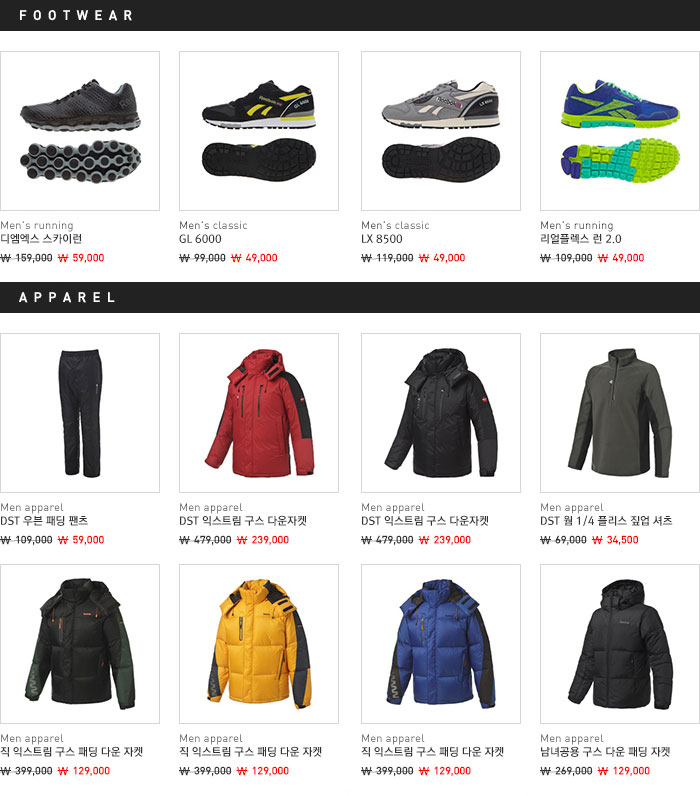 FOOTWEAR
Men's running
디엠엑스 스카이런
₩ 159,000 ₩ 59,000
Men's classic
GL 6000
₩ 99,000 ₩ 49,000
Men's classic
LX 8500
₩ 119,000 ₩ 49,000
Men's running
리얼플렉스 런 2.0
₩ 109,000 ₩ 49,000
APPAREL
Men apparel
DST 우븐 패딩 팬츠
₩ 109,000 ₩ 59,000
Men apparel
DST 익스트림 구스 다운자켓
₩ 479,000 ₩ 239,000
Men apparel
DST 익스트림 구스 다운자켓
₩ 479,000 ₩ 239,000
Men apparel
DST 웜 1/4 플리스 짚업 셔츠
₩ 69,000 ₩ 34,500
Men apparel
직 익스트림 구스 패딩 다운 자켓
₩ 399,000 ₩ 129,000
Men apparel
직 익스트림 구스 패딩 다운 자켓
₩ 399,000 ₩ 129,000
Men apparel
직 익스트림 구스 패딩 다운 자켓
₩ 399,000 ₩ 129,000
Men apparel
남녀공용 구스 다운 패딩 자켓
₩ 269,000 ₩ 129,000